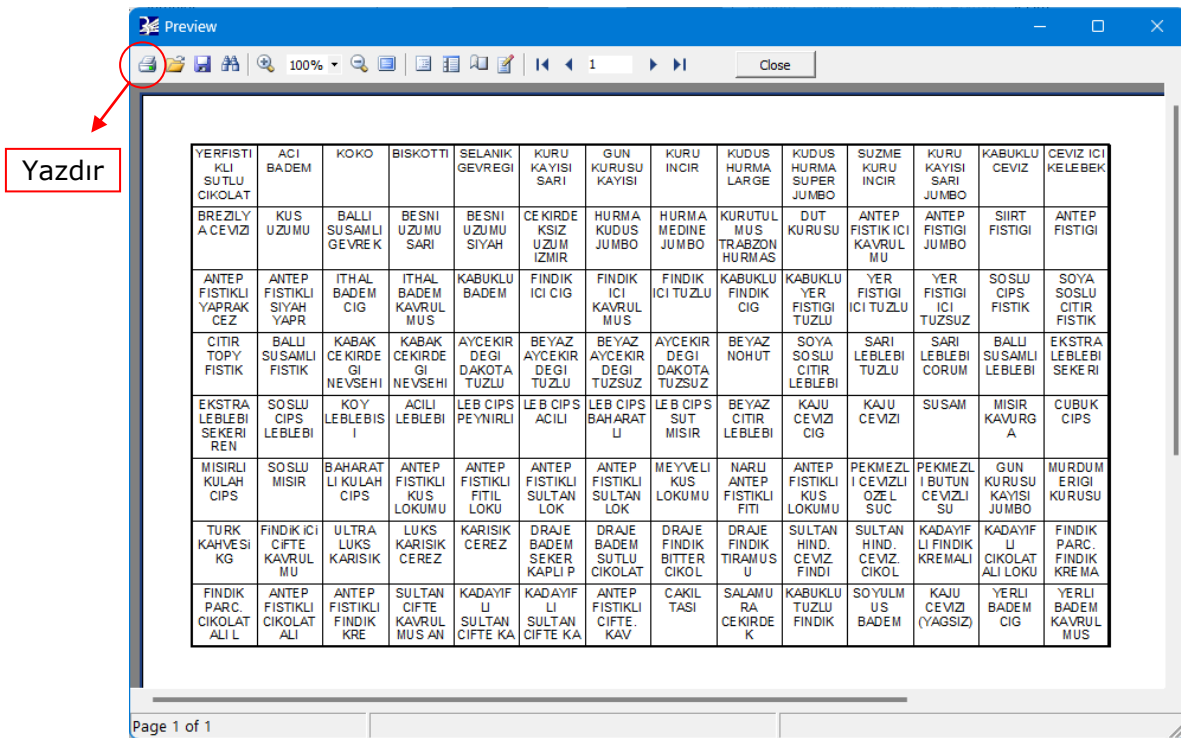 Preview
100%
1
Close
Yazdır
YERFISTI
KLI
SUTLU
CIKOLAT
ACI
BADEM
KOKO
BISKOTTI
SELANIK
GEVREGI
KURU
KAYISI
SARI
GUN
KURUSU
KAYISI
KURU
INCIR
KUDUS
HURMA
LARGE
KUDUS
HURMA
SUPER
JUMBO
SUZME
KURU
INCIR
KURU
KAYISI
SARI
JUMBO
KABUKLU
CEVIZ
CEVIZ ICI
KELEBEK
BREZILY
A CEVIZI
KUS
UZUMU
BALLI
SUSAMLI
GEVREK
BESNI
UZUMU
SARI
BESNI
UZUMU
SIYAH
CEKIRDE
KSIZ
UZUM
IZMIR
HURMA
KUDUS
JUMBO
HURMA
MEDINE
JUMBO
KURUTUL
MUS
TRABZON
HURMAS
DUT
KURUSU
ANTEP
FISTIK ICI
KAVRUL
MU
ANTEP
FISTIGI
JUMBO
SIIRT
FISTIGI
ANTEP
FISTIGI
ANTEP
FISTIKLI
YAPRAK
CEZ
ANTEP
FISTIKLI
SIYAH
YAPR
ITHAL
BADEM
CIG
ITHAL
BADEM
KAVRUL
MUS
KABUKLU
BADEM
FINDIK
ICI CIG
FINDIK
ICI
KAVRUL
MUS
FINDIK
ICI TUZLU
KABUKLU
FINDIK
CIG
KABUKLU
YER
FISTIGI
TUZLU
YER
FISTIGI
ICI TUZLU
YER
FISTIGI
ICI
TUZSUZ
SOSLU
CIPS
FISTIK
SOYA
SOSLU
CITIR
FISTIK
CITIR
TOPY
FISTIK
BALLI
SUSAMLI
FISTIK
KABAK
CEKIRDE
GI
NEVSEHI
KABAK
CEKIRDE
GI
NEVSEHI
AYCEKIR
DEGI
DAKOTA
TUZLU
BEYAZ
AYCEKIR
DEGI
TUZLU
BEYAZ
AYCEKIR
DEGI
TUZSUZ
AYCEKIR
DEGI
DAKOTA
TUZSUZ
BEYAZ
NOHUT
SOYA
SOSLU
CITIR
LEBLEBI
SARI
LEBLEBI
TUZLU
SARI
LEBLEBI
CORUM
BALLI
SUSAMLI
LEBLEBI
EKSTRA
LEBLEBI
SEKERI
EKSTRA
LEBLEBI
SEKERI
REN
SOSLU
CIPS
LEBLEBI
KOY
LEBLEBIS
I
ACILI
LEBLEBI
LEB CIPS
PEYNIRLI
LEB CIPS
ACILI
LEB CIPS
BAHARAT
LI
LEB CIPS
SUT
MISIR
BEYAZ
CITIR
LEBLEBI
KAJU
CEVIZI
CIG
KAJU
CEVIZI
SUSAM
MISIR
KAVURG
A
CUBUK
CIPS
MISIRLI
KULAH
CIPS
SOSLU
MISIR
BAHARAT
LI KULAH
CIPS
ANTEP
FISTIKLI
KUS
LOKUMU
ANTEP
FISTIKLI
FITIL
LOKU
ANTEP
FISTIKLI
SULTAN
LOK
ANTEP
FISTIKLI
SULTAN
LOK
MEYVELI
KUS
LOKUMU
NARLI
ANTEP
FISTIKLI
FITI
ANTEP
FISTIKLI
KUS
LOKUMU
PEKMEZL
I CEVIZLI
OZEL
SUC
PEKMEZL
I BUTUN
CEVIZLI
SU
GUN
KURUSU
KAYISI
JUMBO
MURDUM
ERIGI
KURUSU
TURK
KAHVESi
KG
FiNDiK iCi
CiFTE
KAVRUL
MU
ULTRA
LUKS
KARISIK
LUKS
KARISIK
CEREZ
KARISIK
CEREZ
DRAJE
BADEM
SEKER
KAPLI P
DRAJE
BADEM
SUTLU
CIKOLAT
DRAJE
FINDIK
BITTER
CIKOL
DRAJE
FINDIK
TIRAMUS
U
SULTAN
HIND.
CEVIZ.
FINDI
SULTAN
HIND.
CEVIZ.
CIKOL
KADAYIF
LI FINDIK
KREMALI
KADAYIF
LI
CIKOLAT
ALI LOKU
FINDIK
PARC.
FINDIK
KREMA
FINDIK
PARC.
CIKOLAT
ALI L
ANTEP
FISTIKLI
CIKOLAT
ALI
ANTEP
FISTIKLI
FINDIK
KRE
SULTAN
CIFTE
KAVRUL
MUS AN
KADAYIF
LI
SULTAN
CIFTE KA
KADAYIF
LI
SULTAN
CIFTE KA
ANTEP
FISTIKLI
CIFTE.
KAV
CAKIL
TASI
SALAMU
RA
CEKIRDE
K
KABUKLU
TUZLU
FINDIK
SOYULM
US
BADEM
KAJU
CEVIZI
(YAGSIZ)
YERLI
BADEM
CIG
YERLI
BADEM
KAVRUL
MUS
Page 1 of 1